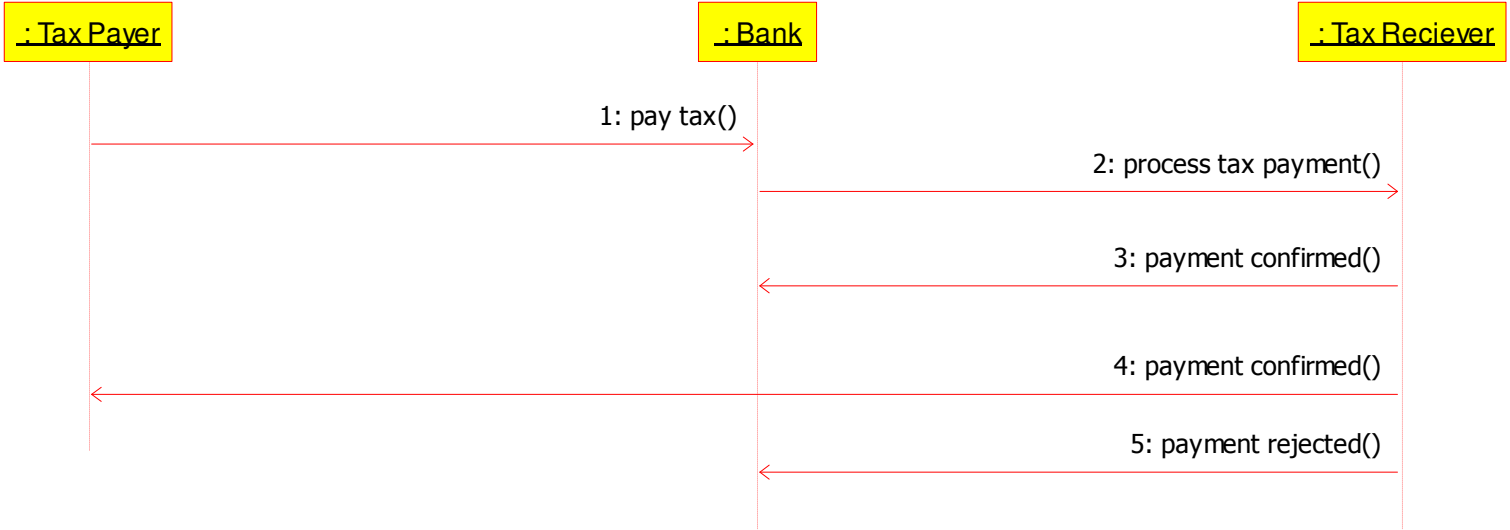 : Tax Payer
: Bank
: Tax Reciever
1: pay tax()
2: process tax payment()
3: payment confirmed()
4: payment confirmed()
5: payment rejected()